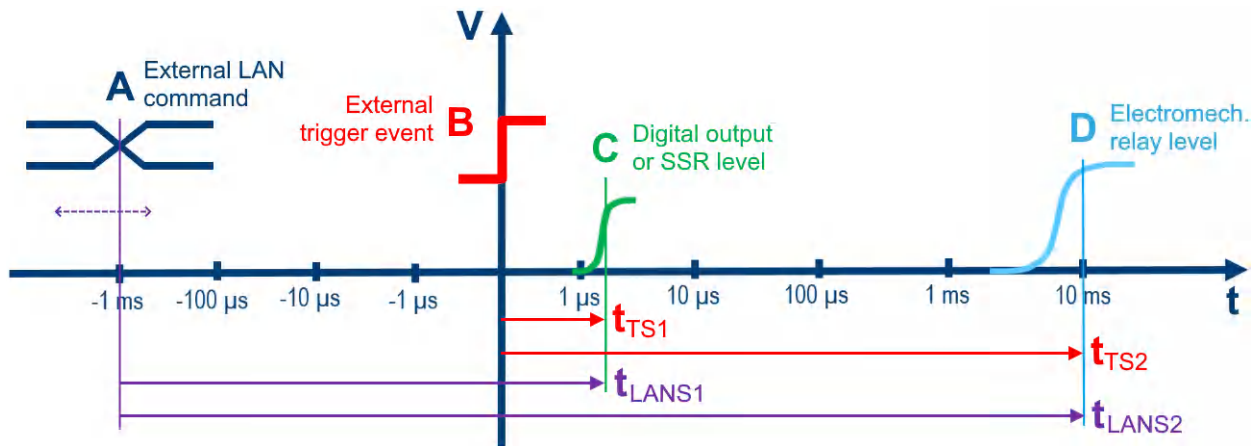 V
A External LAN
command
External
trigger event B
C Digital output
or SSR level
D Electromech.
relay level
-1 ms -100 µs -10 µs -1 µs 1 µs 10 µs 100 µs 1 ms 10 ms t
tTS1
tTS2
tLANS1
tLANS2